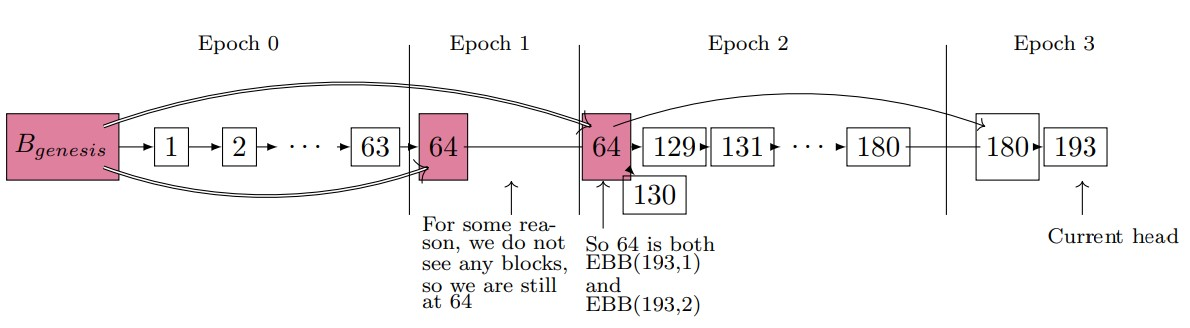 Epoch 0 Epoch 1 Epoch 2 Epoch 3
B_genesis 1 2 ··· 63 64 64 129 131 ··· 180 180 193
130
For some rea-
son, we do not
see any blocks,
so we are still
at 64
So 64 is both
EBB(193,1)
and
EBB(193,2)
Current head